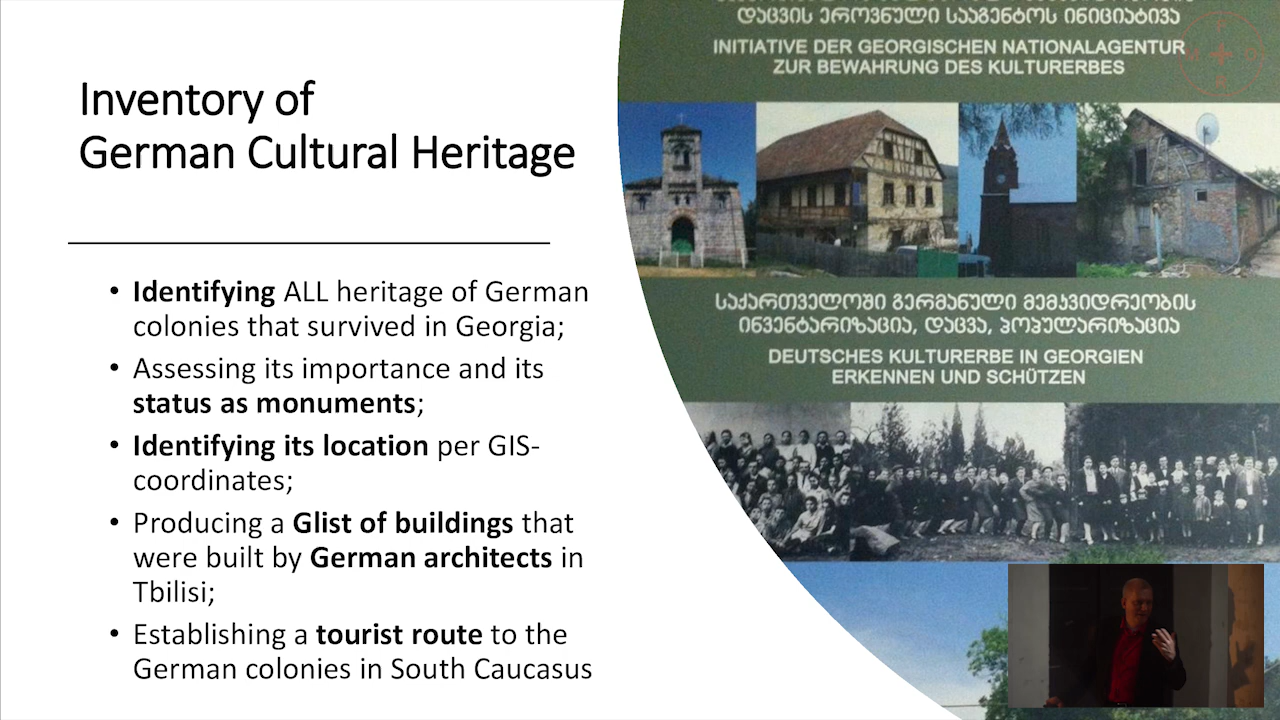 Inventory of
German Cultural Heritage
• Identifying ALL heritage of German
colonies that survived in Georgia;
• Assessing its importance and its
status as monuments;
• Identifying its location per GIS-
coordinates;
• Producing a Glist of buildings that
were built by German architects in
Tbilisi;
• Establishing a tourist route to the
German colonies in South Caucasus
დაცვის ეროვნული სააგენტოს ინიციატივა
INITIATIVE DER GEORGISCHEN NATIONALAGENTUR
ZUR BEWAHRUNG DES KULTURERBES
საქართველოში გერმანული მემკვიდრეობის
ინვენტარიზაცია, დაცვა, პოპულარიზაცია
DEUTSCHES KULTURERBE IN GEORGIEN
ERKENNEN UND SCHÜTZEN